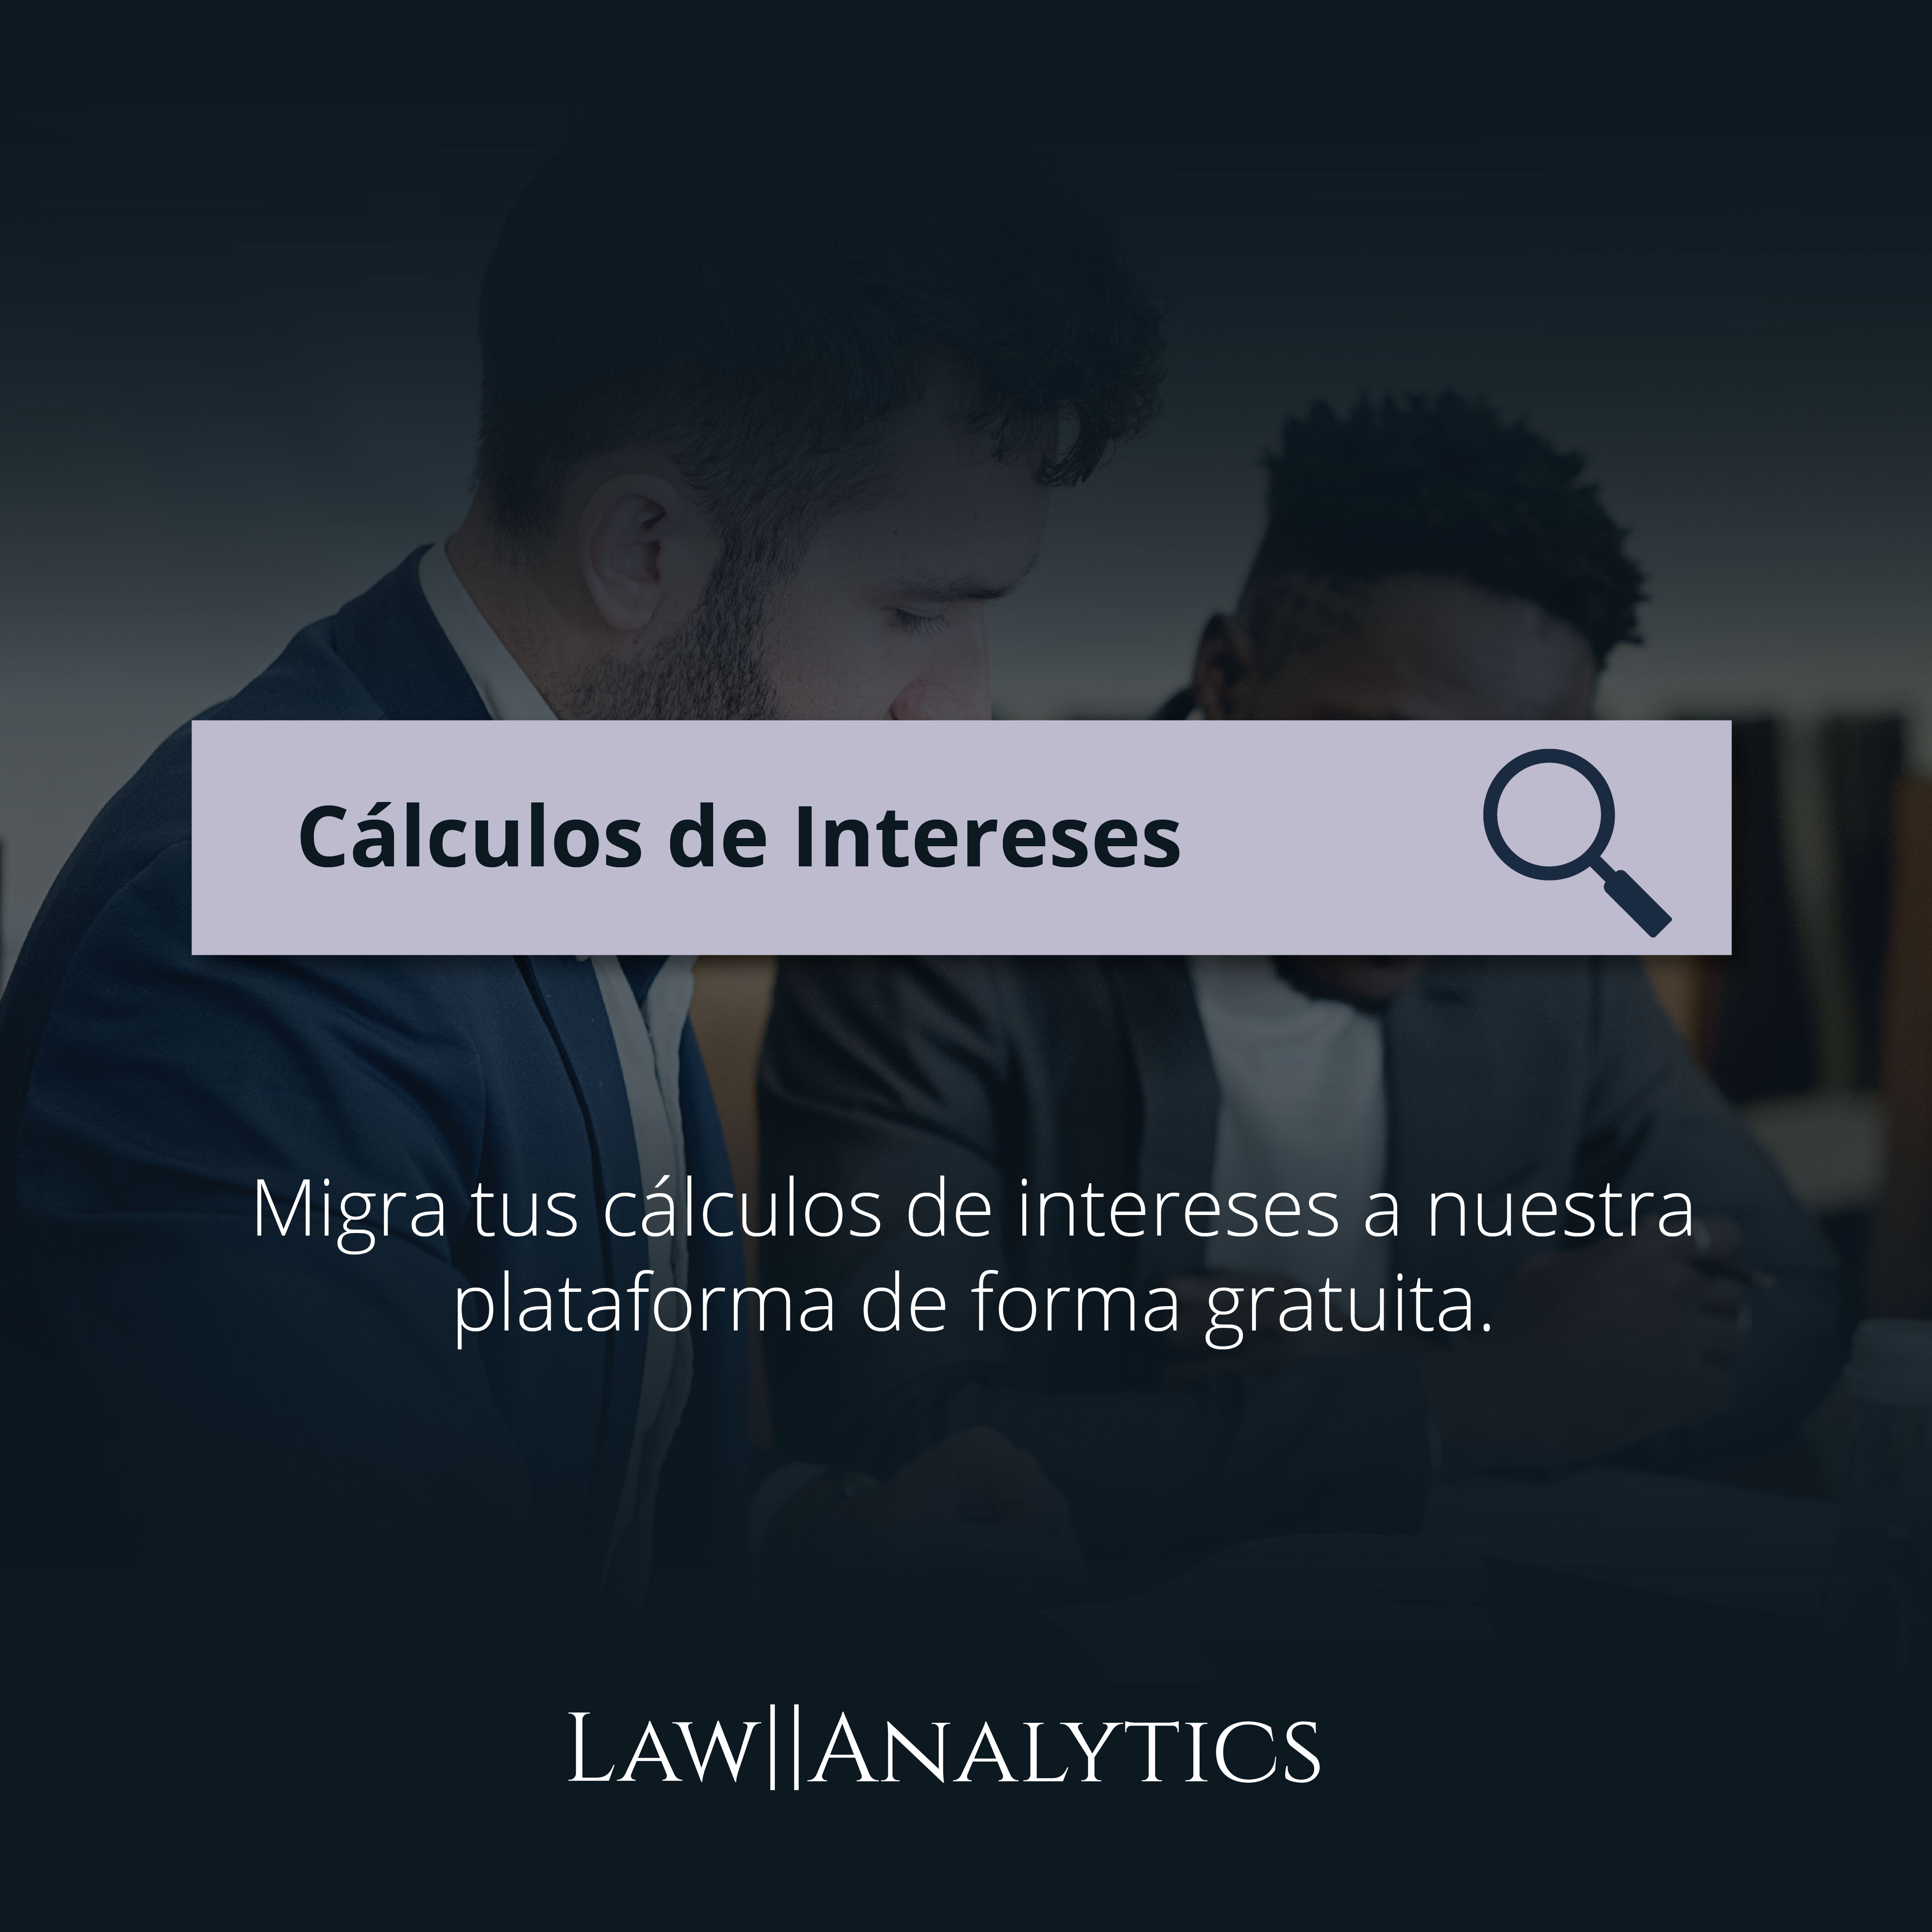 Cálculos de Intereses
Migra tus cálculos de intereses a nuestra
plataforma de forma gratuita.
LAW||ANALYTICS